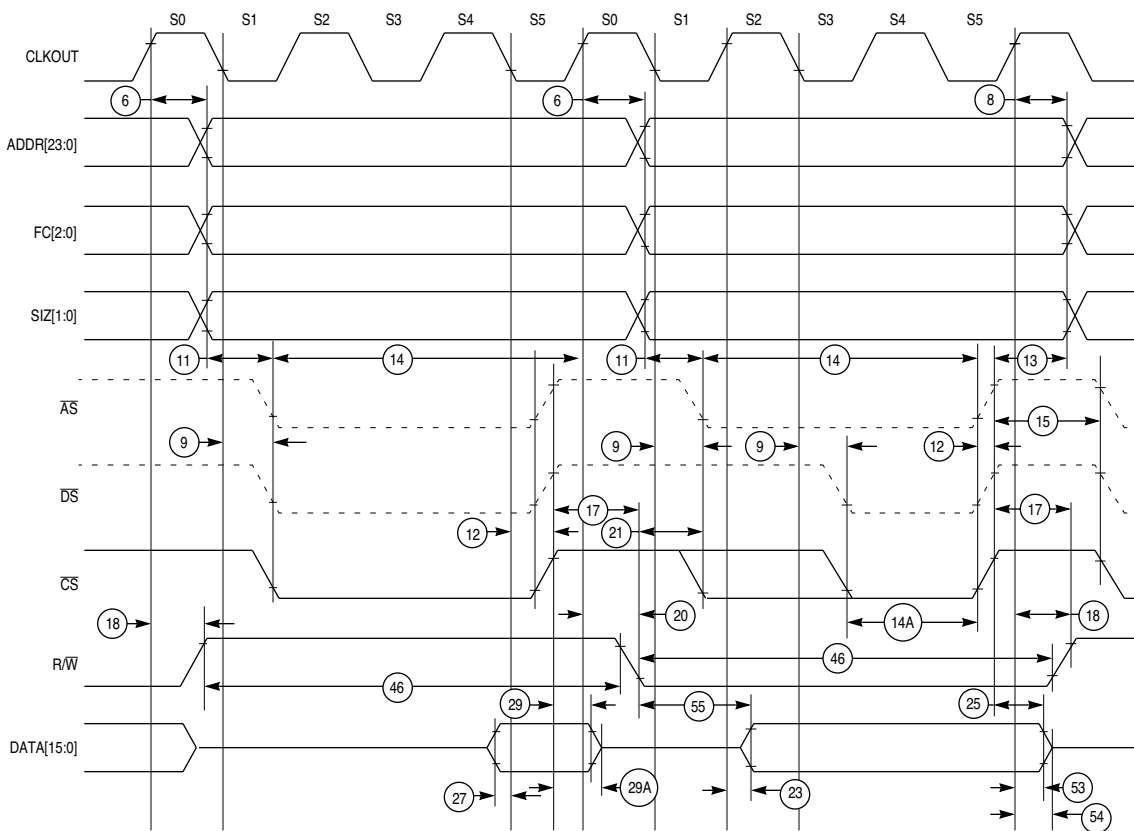 S0 S1 S2 S3 S4 S5 S0 S1 S2 S3 S4 S5
CLKOUT
6 6 8
ADDR[23:0]
FC[2:0]
SIZ[1:0]
11 14 11 14 13
AS
15
9 9 9 12
DS
12 17 21 17
CS
18 20 14A 18
R/W
46 46
29 55 25
DATA[15:0]
27 29A 23 53
54